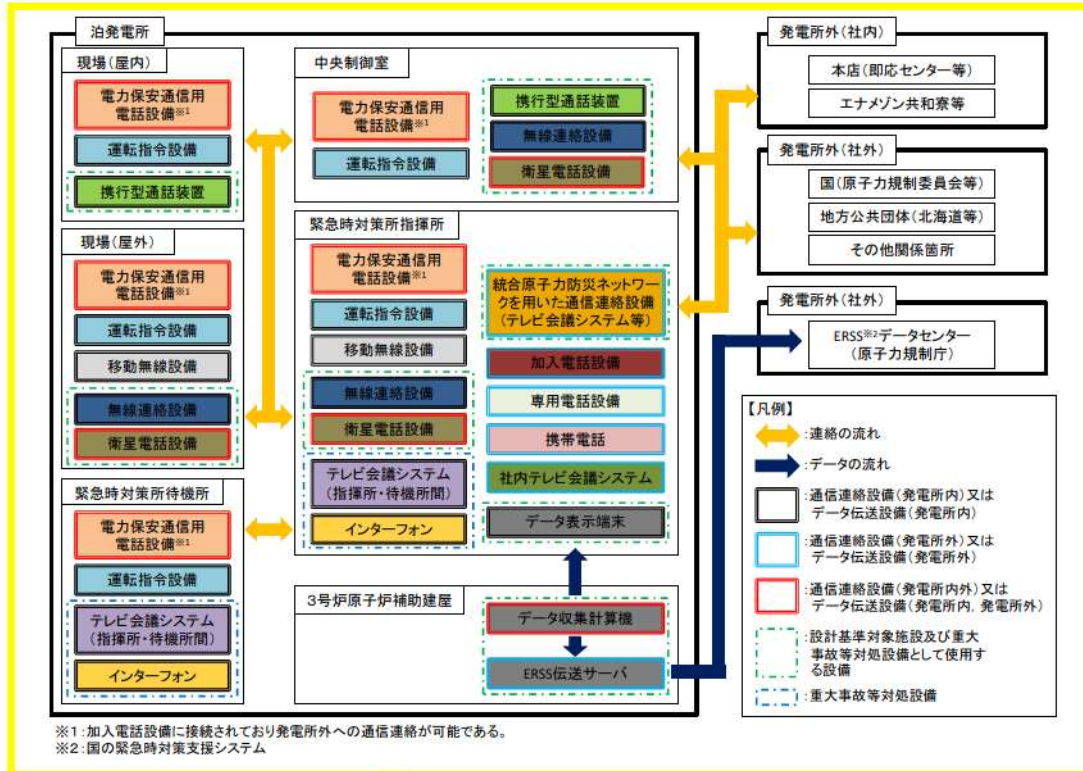 泊発電所
現場(屋内)
電力保安通信用
電話設備※1
運転指令設備
携行型通話装置
現場(屋外)
電力保安通信用
電話設備※1
運転指令設備
移動無線設備
無線連絡設備
衛星電話設備
緊急時対策所待機所
電力保安通信用
電話設備※1
運転指令設備
テレビ会議システム
(指揮所・待機所間)
インターフォン
中央制御室
電力保安通信用
電話設備※1
運転指令設備
携行型通話装置
無線連絡設備
衛星電話設備
緊急時対策所指揮所
電力保安通信用
電話設備※1
運転指令設備
移動無線設備
無線連絡設備
衛星電話設備
テレビ会議システム
(指揮所・待機所間)
インターフォン
統合原子力防災ネットワー
クを用いた通信連絡設備
(テレビ会議システム等)
加入電話設備
専用電話設備
携帯電話
社内テレビ会議システム
データ表示端末
3号炉原子炉補助建屋
データ収集計算機
ERSS伝送サーバ
発電所外(社内)
本店(即応センター等)
エナメゾン共和寮等
発電所外(社外)
国(原子力規制委員会等)
地方公共団体(北海道等)
その他関係箇所
発電所外(社外)
ERSS※2データセンター
(原子力規制庁)
【凡例】
:連絡の流れ
:データの流れ
:通信連絡設備(発電所内)又は
データ伝送設備(発電所内)
:通信連絡設備(発電所外)又は
データ伝送設備(発電所外)
:通信連絡設備(発電所内外)又は
データ伝送設備(発電所内,発電所外)
:設計基準対象施設及び重大
事故等対処設備として使用す
る設備
:重大事故等対処設備
※1:加入電話設備に接続されており発電所外への通信連絡が可能である。
※2:国の緊急時対策支援システム